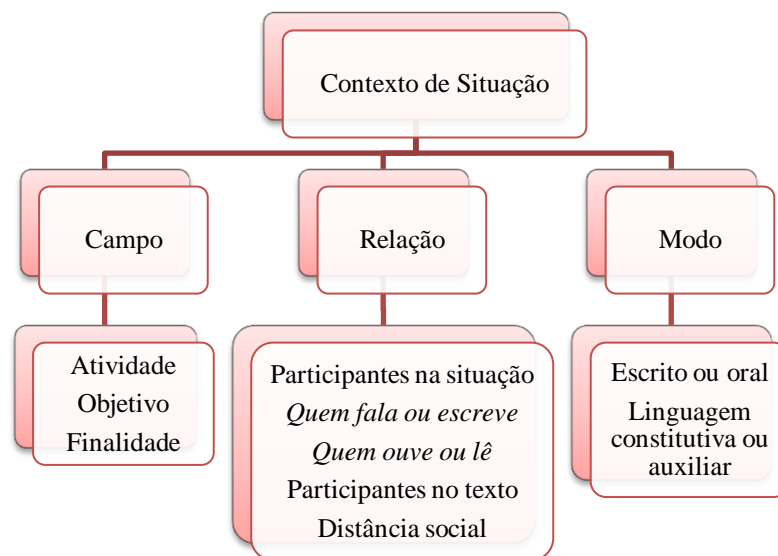 Contexto de Situação
Campo
Relação
Modo
Atividade
Objetivo
Finalidade
Participantes na situação
Quem fala ou escreve
Quem ouve ou lê
Participantes no texto
Distância social
Escrito ou oral
Linguagem
constitutiva ou
auxiliar